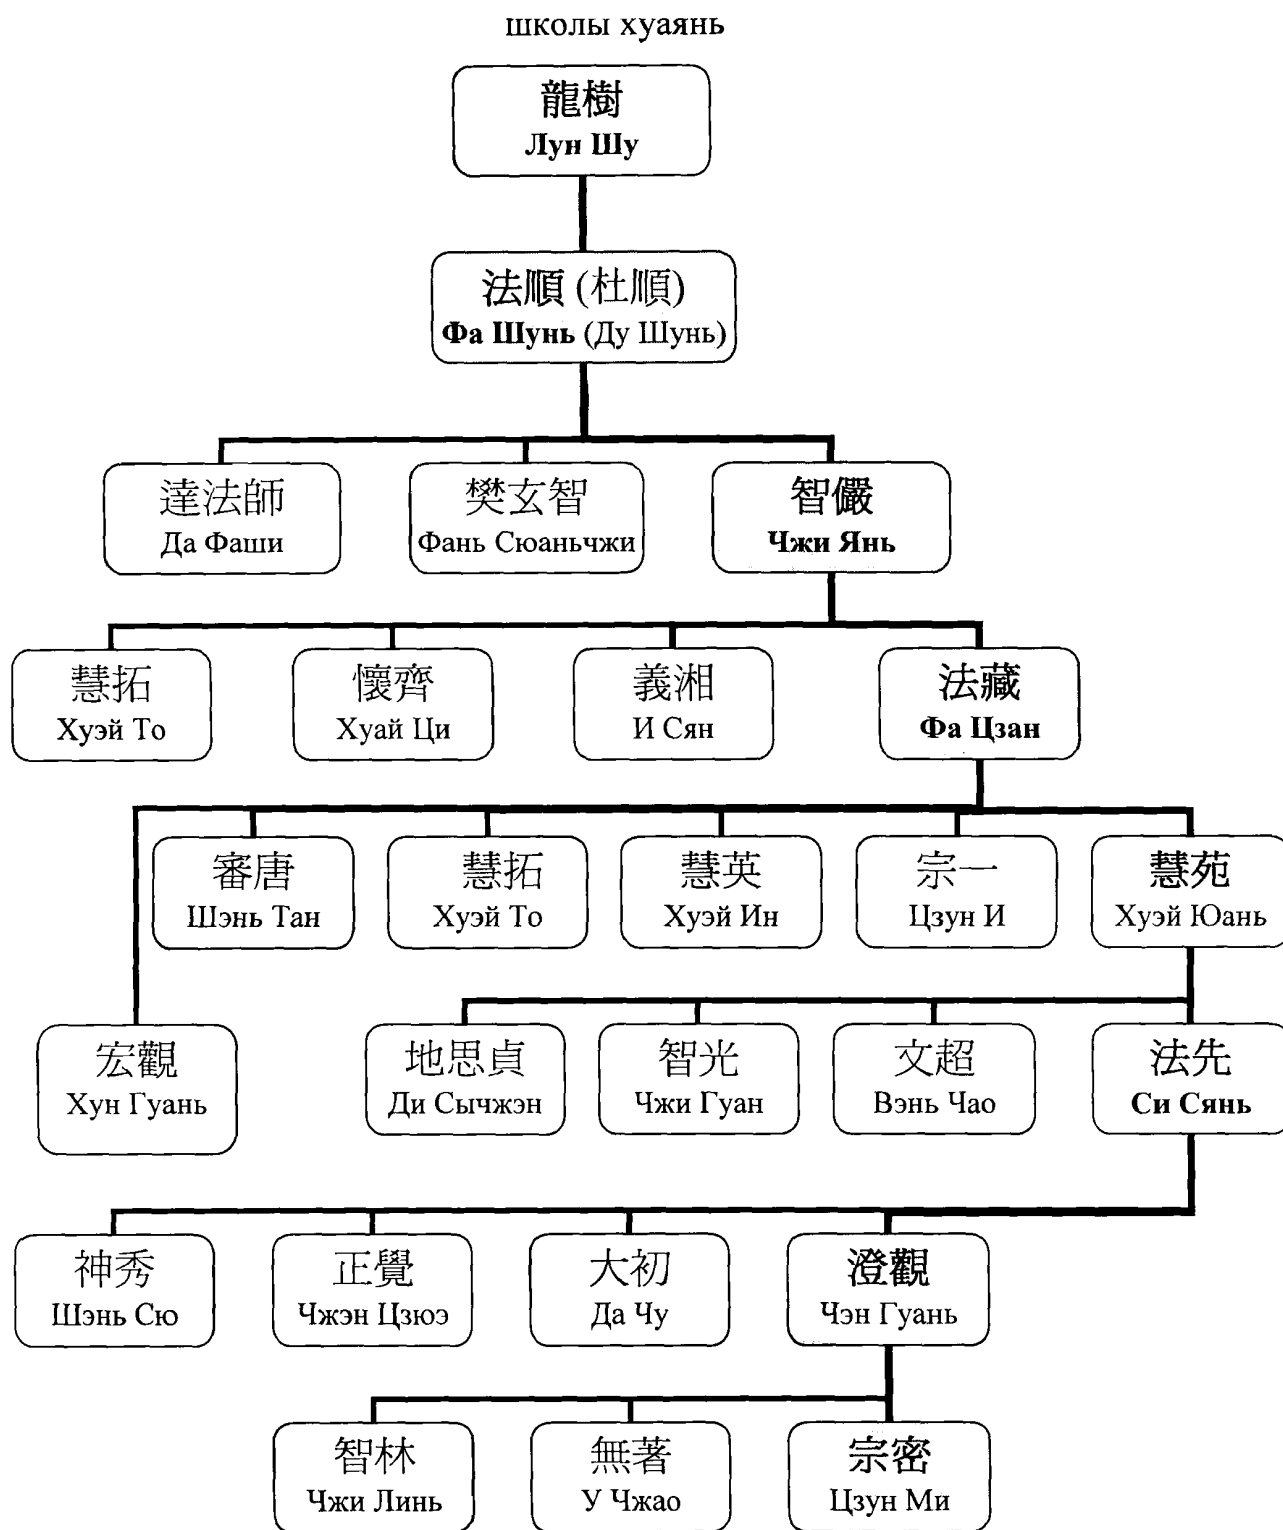 школы хуаянь
龍樹
Лун Шу
法順 (杜順)
Фа Шунь (Ду Шунь)
達法師
Да Фаши
樊玄智
Фань Сюаньчжи
智儼
Чжи Янь
慧拓
Хуэй То
懷齊
Хуай Ци
義湘
И Сян
法藏
Фа Цзан
審唐
Шэнь Тан
慧拓
Хуэй То
慧英
Хуэй Ин
宗一
Цзун И
慧苑
Хуэй Юань
宏觀
Хун Гуань
地思貞
Ди Сычжэн
智光
Чжи Гуан
文超
Вэнь Чао
法先
Си Сянь
神秀
Шэнь Сю
正覺
Чжэн Цзюэ
大初
Да Чу
澄觀
Чэн Гуань
智林
Чжи Линь
無著
У Чжао
宗密
Цзун Ми